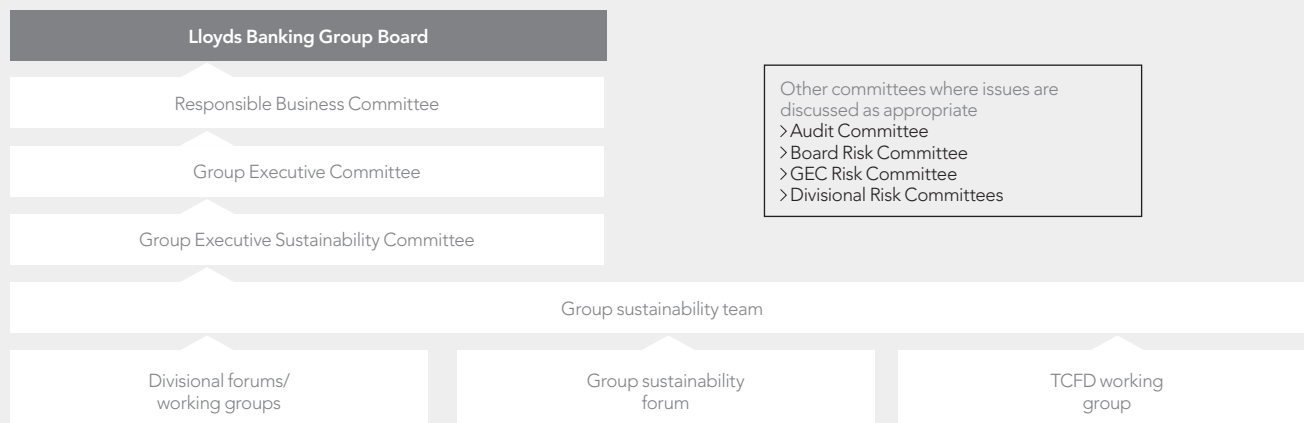 Lloyds Banking Group Board
Responsible Business Committee
Group Executive Committee
Group Executive Sustainability Committee
Other committees where issues are
discussed as appropriate
>Audit Committee
>Board Risk Committee
>GEC Risk Committee
>Divisional Risk Committees
Group sustainability team
Divisional forums/
working groups
Group sustainability
forum
TCFD working
group